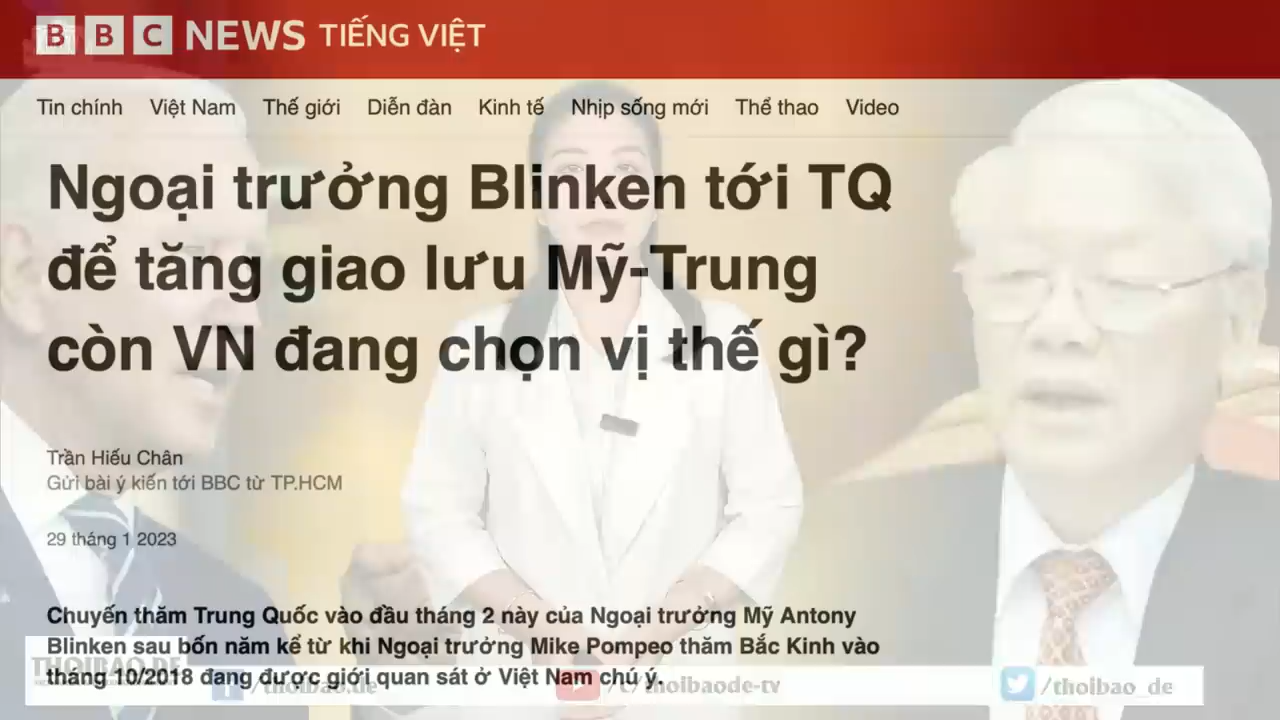 BBC NEWS TIẾNG VIỆT
Tin chính Việt Nam Thế giới Diễn đàn Kinh tế Nhịp sống mới Thể thao Video
Ngoại trưởng Blinken tới TQ
để tăng giao lưu Mỹ-Trung
còn VN đang chọn vị thế gì?
Trần Hiếu Chân
Gửi bài ý kiến tới BBC từ TP.HCM
29 tháng 1 2023
Chuyến thăm Trung Quốc vào đầu tháng 2 này của Ngoại trưởng Mỹ Antony
Blinken sau bốn năm kể từ khi Ngoại trưởng Mike Pompeo thăm Bắc Kinh vào
tháng 10/2018 đang được giới quan sát ở Việt Nam chú ý.
THOIBAO.DE
/thoibao.de /c/thoibaode-tv /thoibao_de